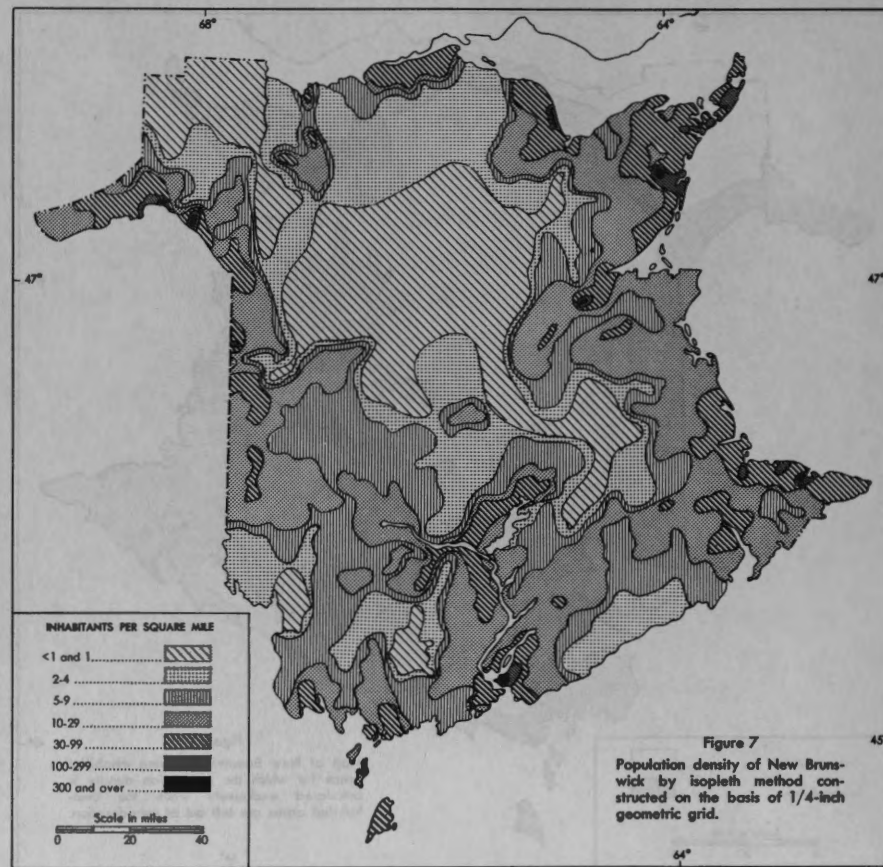 68°
64°
47°
47°
INHABITANTS PER SQUARE MILE
<1 and 1
2-4
5-9
10-29
30-99
100-299
300 and over
Scale in miles
0 20 40
45
Figure 7
Population density of New Bruns-
wick by isopleth method con-
structed on the basis of 1/4-inch
geometric grid.
64°